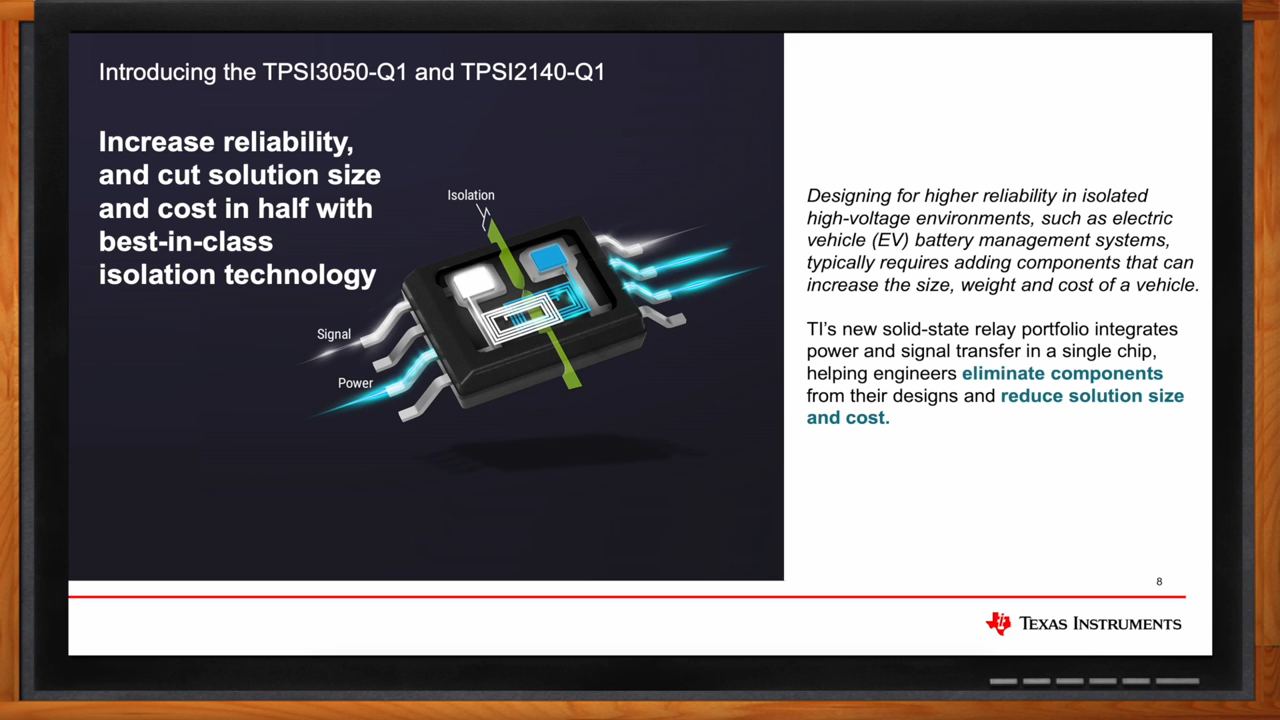 Introducing the TPSI3050-Q1 and TPSI2140-Q1
Increase reliability,
and cut solution size
and cost in half with
best-in-class
isolation technology
Isolation
Signal
Power
Designing for higher reliability in isolated
high-voltage environments, such as electric
vehicle (EV) battery management systems,
typically requires adding components that can
increase the size, weight and cost of a vehicle.
TI's new solid-state relay portfolio integrates
power and signal transfer in a single chip,
helping engineers eliminate components
from their designs and reduce solution size
and cost.
8
TEXAS INSTRUMENTS